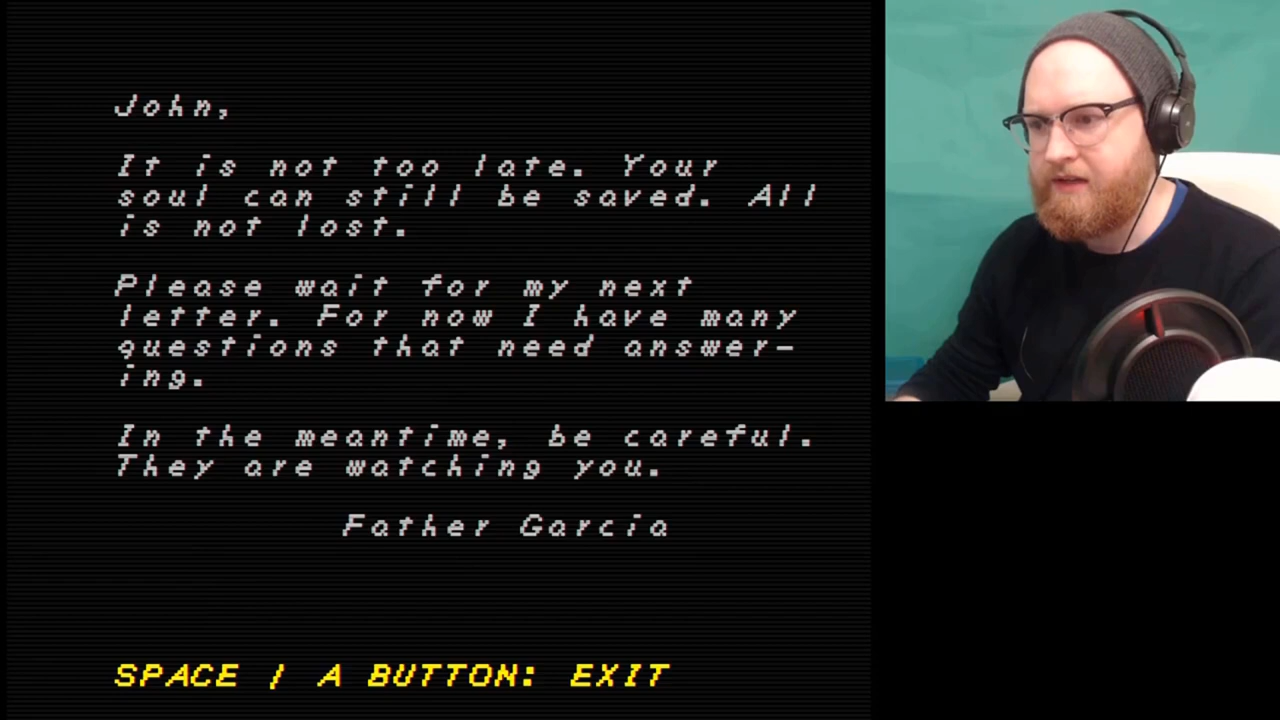 John,
It is not too late. Your
soul can still be saved. All
is not lost.
Please wait for my next
letter. For now I have many
questions that need answer-
ing.
In the meantime, be careful.
They are watching you.
Father Garcia
SPACE / A BUTTON: EXIT